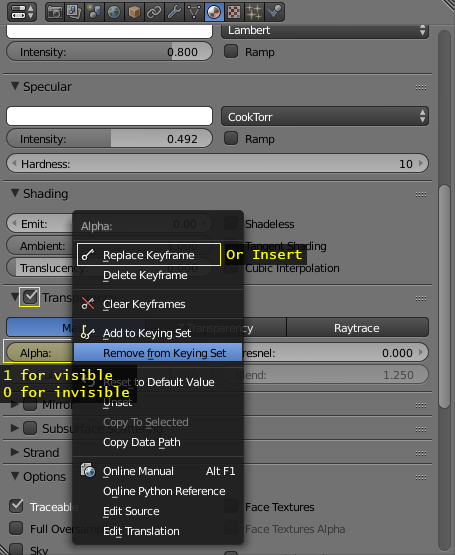 Lambert
Intensity: 0.800
Ramp
Specular
CookTorr
Intensity: 0.492
Ramp
Hardness: 10
Shading
Emit: 0.00
Shadeless
Alpha:
Ambient:
Tangent Shading
Replace Keyframe
Or Insert
Translucency
Cubic Interpolation
Delete Keyframe
Trans
Clear Keyframes
Raytrace
Add to Keying Set
Alpha:
Remove from Keying Set
Fresnel: 0.000
1 for visible
0 for invisible
Reset to Default Value
1.250
Unset
Mirror
Copy To Selected
Subsurface
Copy Data Path
Strand
Online Manual Alt F1
Options
Online Python Reference
Traceable
Edit Source
Face Textures
Full Oversamp
Edit Translation
Face Textures Alpha
Sky